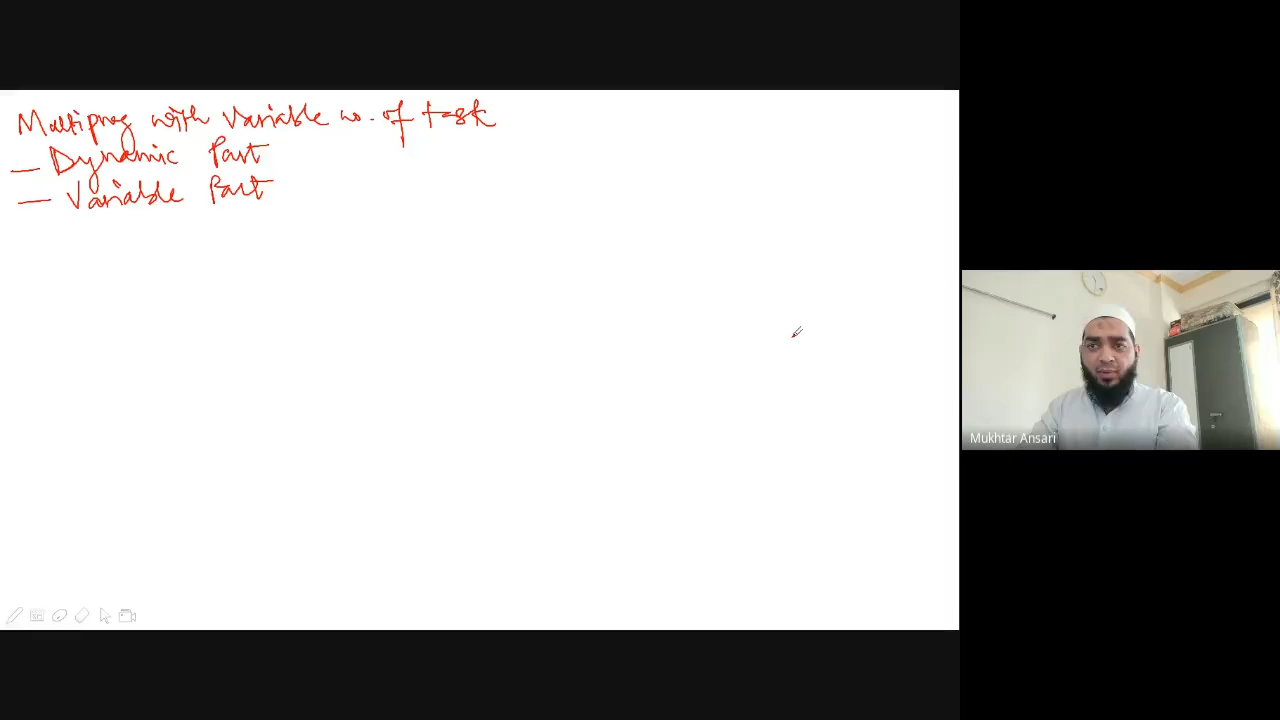 Multiprog with Variable no. of task
— Dynamic Part
— Variable Part
Mukhtar Ansari